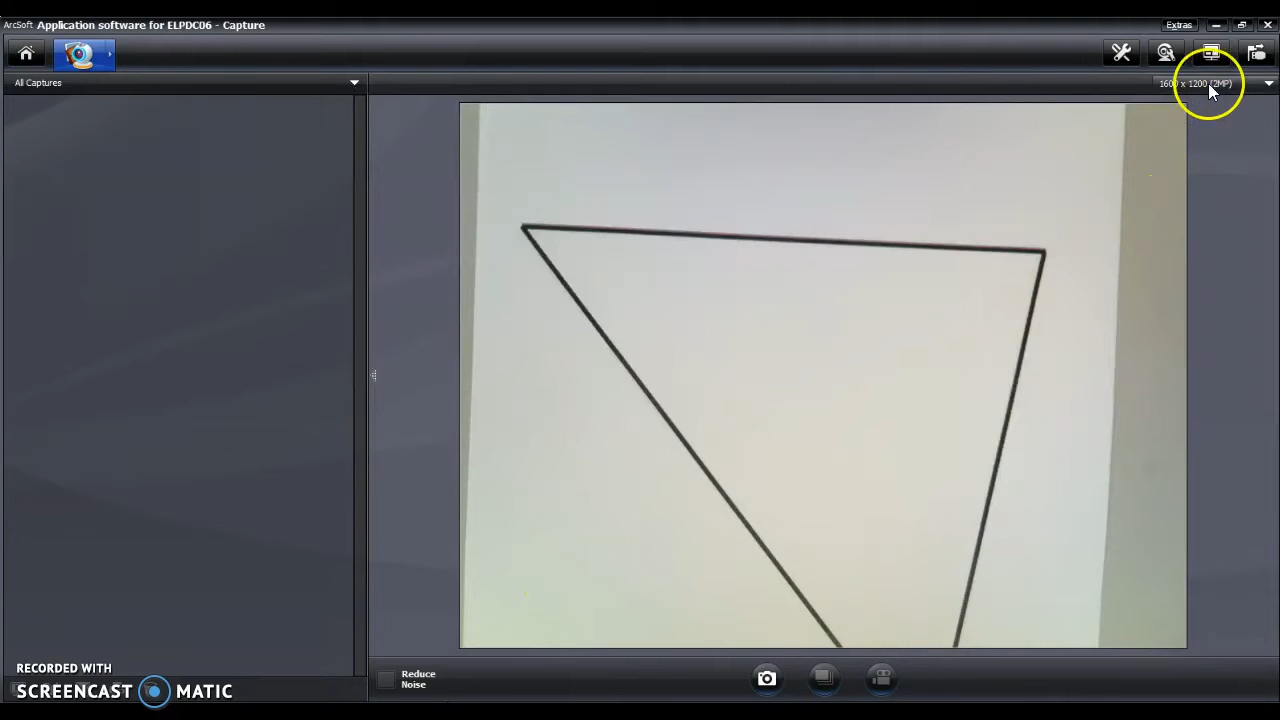 ArcSoft Application software for ELPDC06 - Capture
Extras
All Captures
1600 x 1200 (2MP)
Reduce
Noise
RECORDED WITH
SCREENCAST MATIC